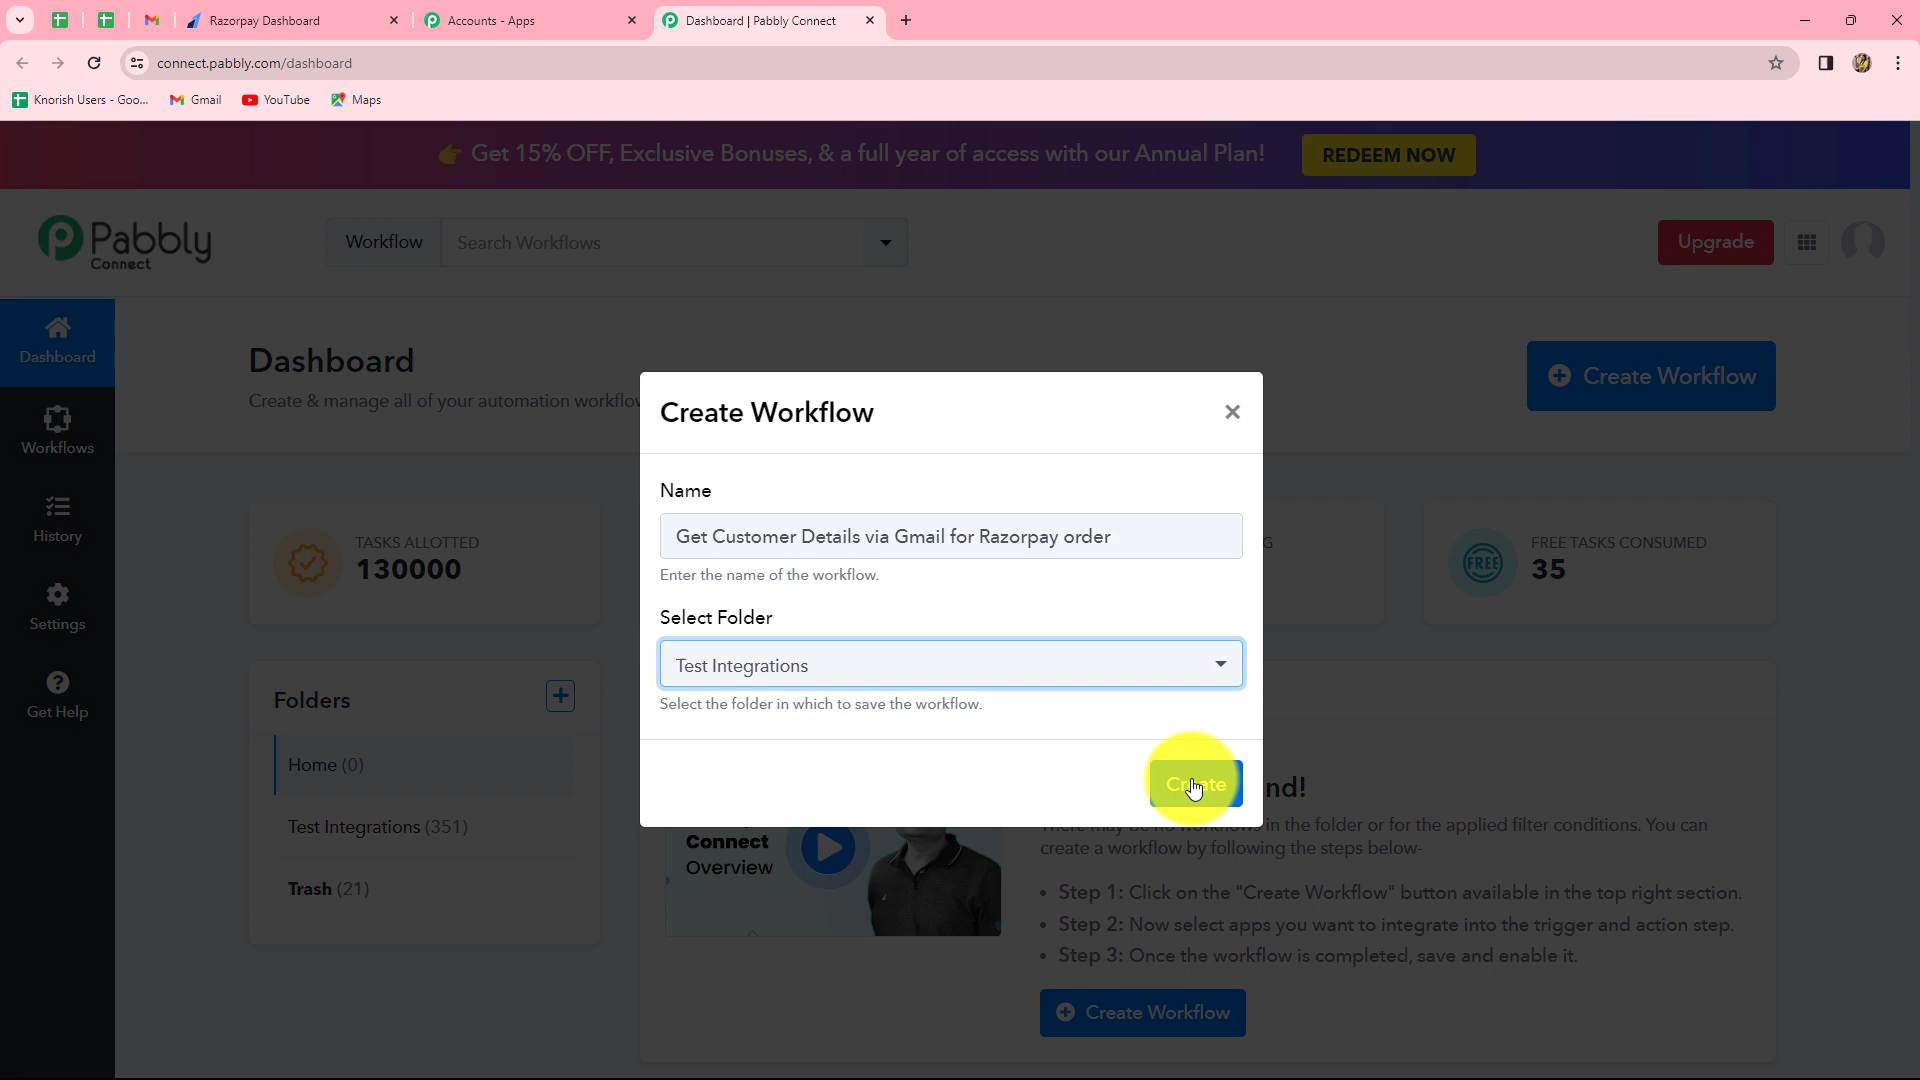 Razorpay Dashboard
Accounts - Apps
Dashboard | Pabbly Connect
connect.pabbly.com/dashboard
Knorish Users - Goo...
Gmail
YouTube
Maps
Get 15% OFF, Exclusive Bonuses, & a full year of access with our Annual Plan!
REDEEM NOW
Pabbly
Connect
Workflow
Search Workflows
Upgrade
Dashboard
Workflows
History
Settings
Get Help
Dashboard
Create & manage all of your automation workflow
Create Workflow
TASKS ALLOTTED
130000
G
FREE
FREE TASKS CONSUMED
35
Create Workflow
Name
Get Customer Details via Gmail for Razorpay order
Enter the name of the workflow.
Select Folder
Test Integrations
Select the folder in which to save the workflow.
Create
Folders
Home (0)
Test Integrations (351)
Trash (21)
Connect
Overview
nd!
There may be no workflows in the folder or for the applied filter conditions. You can
create a workflow by following the steps below-
• Step 1: Click on the "Create Workflow" button available in the top right section.
• Step 2: Now select apps you want to integrate into the trigger and action step.
• Step 3: Once the workflow is completed, save and enable it.
Create Workflow